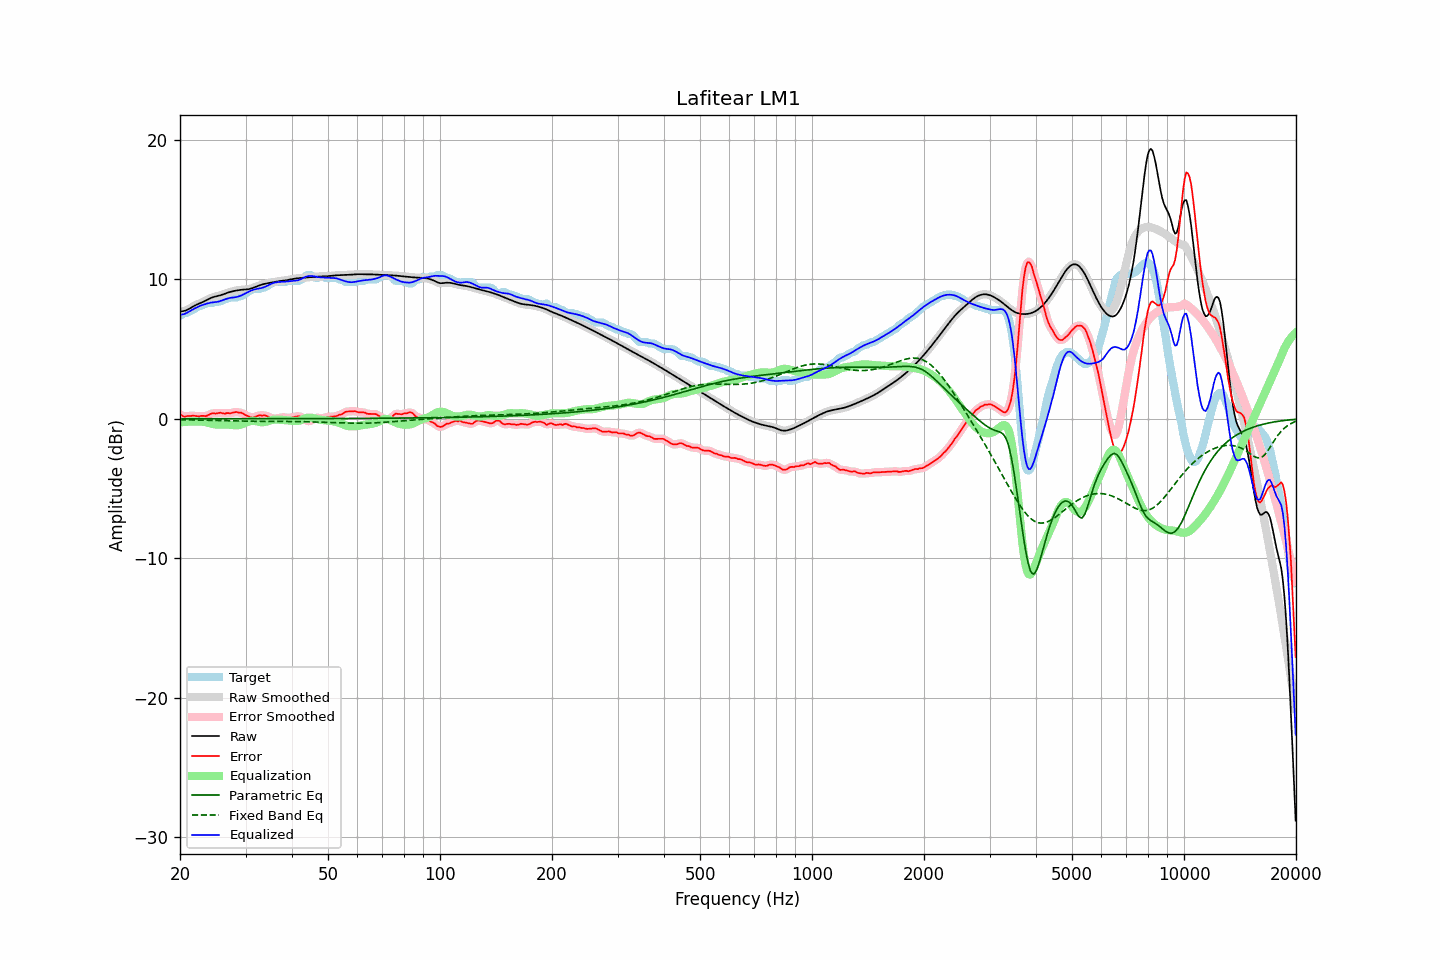 Lafitear LM1
Amplitude (dBr)
20
10
0
−10
−20
−30
Target
Raw Smoothed
Error Smoothed
Raw
Error
Equalization
Parametric Eq
Fixed Band Eq
Equalized
20 50 100 200 500 1000 2000 5000 10000 20000
Frequency (Hz)